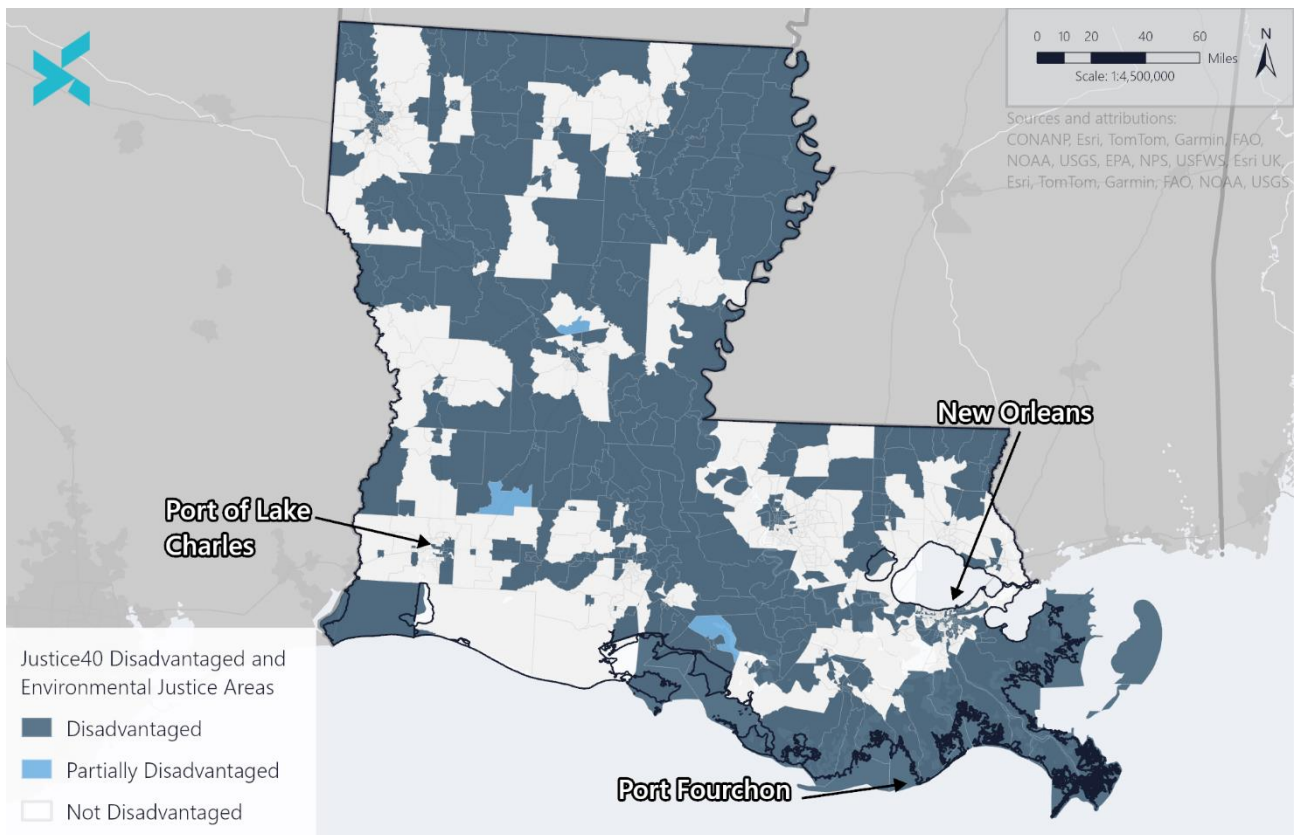 0 10 20 40 60
Miles
N
Scale: 1:4,500,000
Sources and attributions:
CONANP, Esri, TomTom, Garmin, FAO,
NOAA, USGS, EPA, NPS, USFWS, Esri UK,
Esri, TomTom, Garmin, FAO, NOAA, USGS
New Orleans
Port of Lake
Charles
Port Fourchon
Justice40 Disadvantaged and
Environmental Justice Areas
Disadvantaged
Partially Disadvantaged
Not Disadvantaged